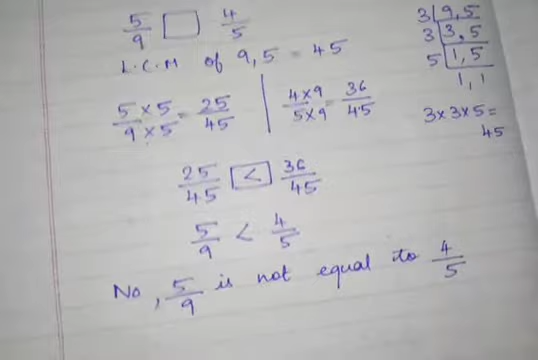 5/9 □ 4/5
L.C.M of 9,5 = 45
5×5/9×5 = 25/45 | 4×9/5×9 = 36/45
25/45 < 36/45
5/9 < 4/5
No, 5/9 is not equal to 4/5
3 | 9, 5
3 | 3, 5
5 | 1, 5
1, 1
3×3×5 =
45